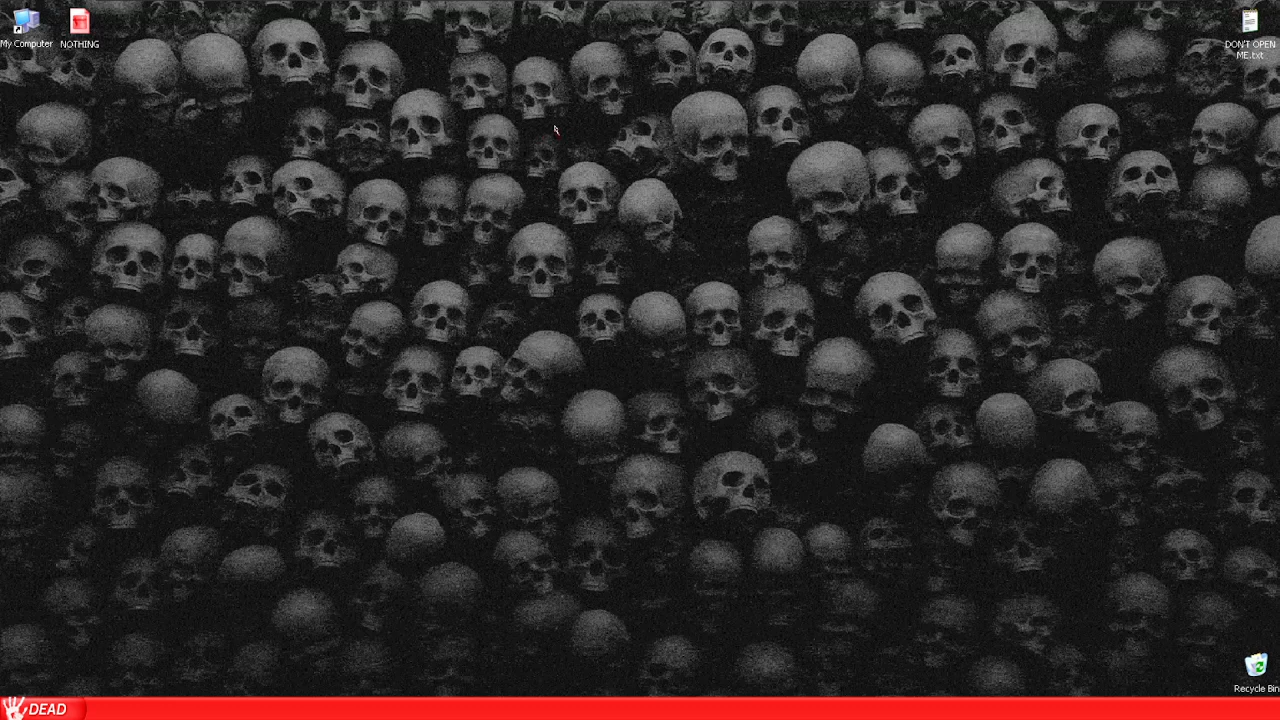 My Computer
NOTHING
DON'T OPEN
ME.txt
Recycle Bin
DEAD